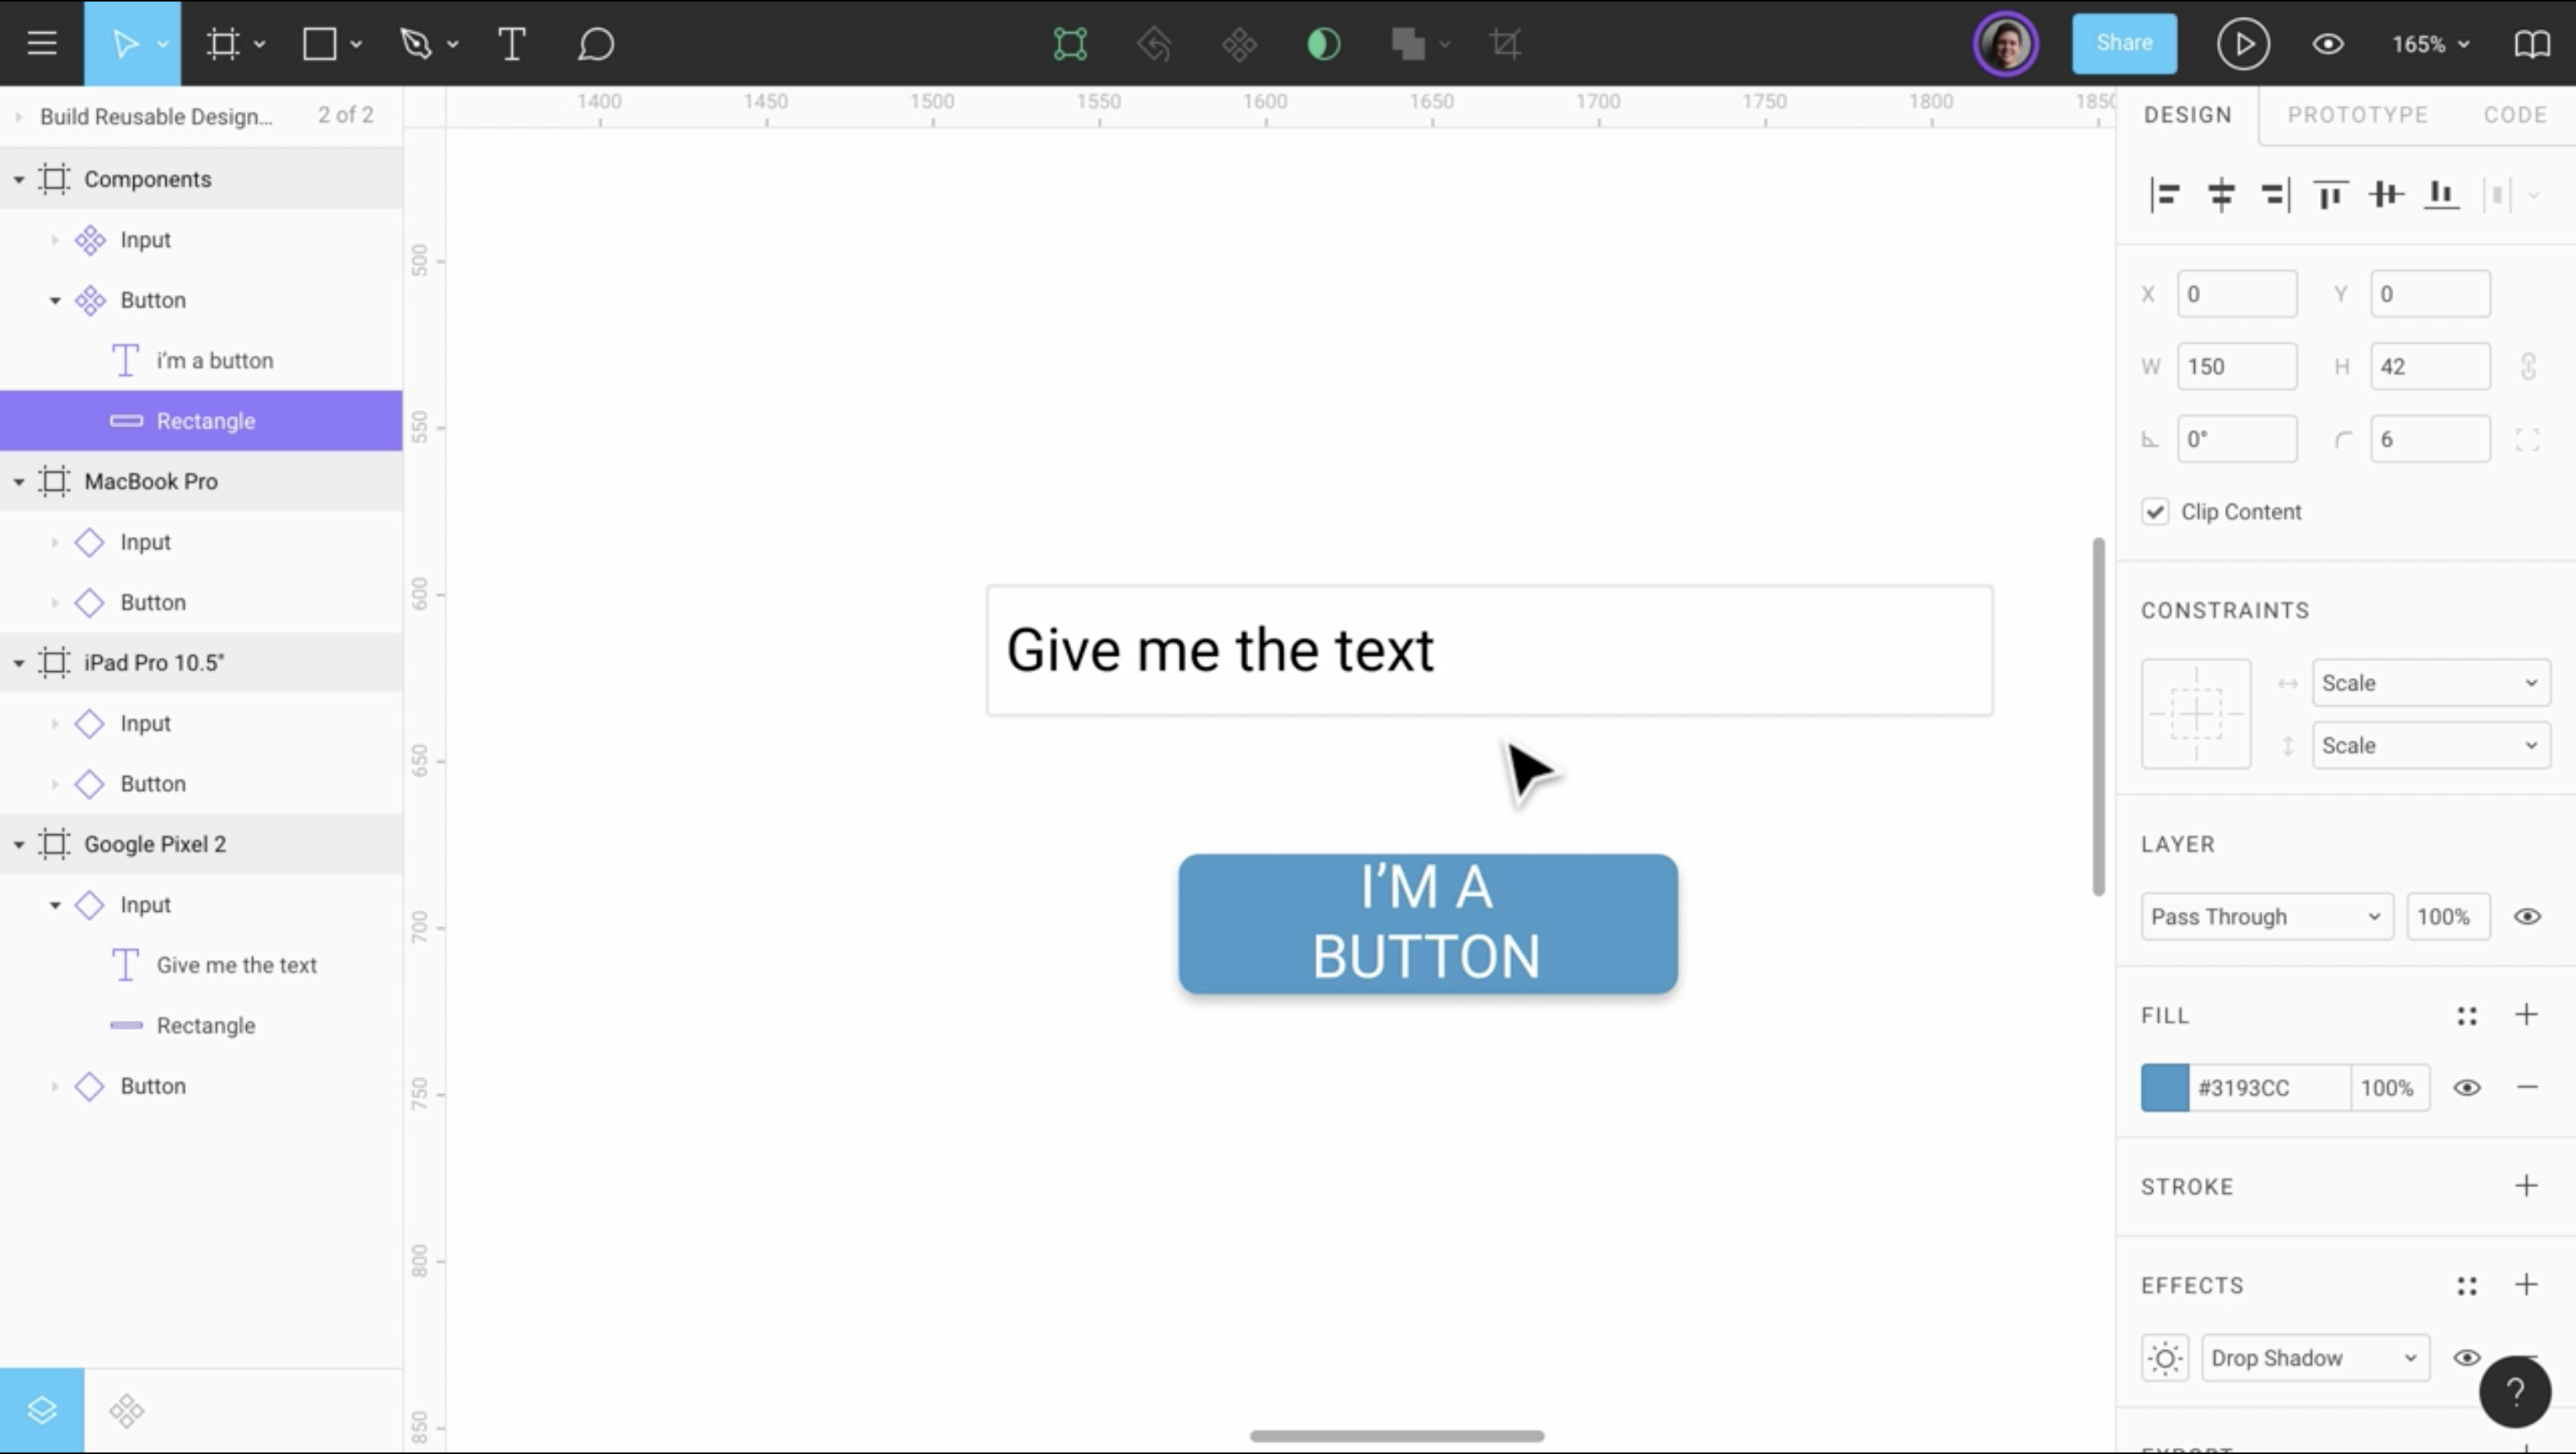 Share
165%
Build Reusable Design... 2 of 2
Components
Input
Button
i'm a button
Rectangle
MacBook Pro
Input
Button
iPad Pro 10.5"
Input
Button
Google Pixel 2
Input
Give me the text
Rectangle
Button
1400 1450 1500 1550 1600 1650 1700 1750 1800 1850
500
550
600
650
700
750
800
850
Give me the text
I’M A
BUTTON
DESIGN PROTOTYPE CODE
X 0 Y 0
W 150 H 42
0° 6
Clip Content
CONSTRAINTS
Scale
Scale
LAYER
Pass Through 100%
FILL
#3193CC 100%
STROKE
EFFECTS
Drop Shadow
?